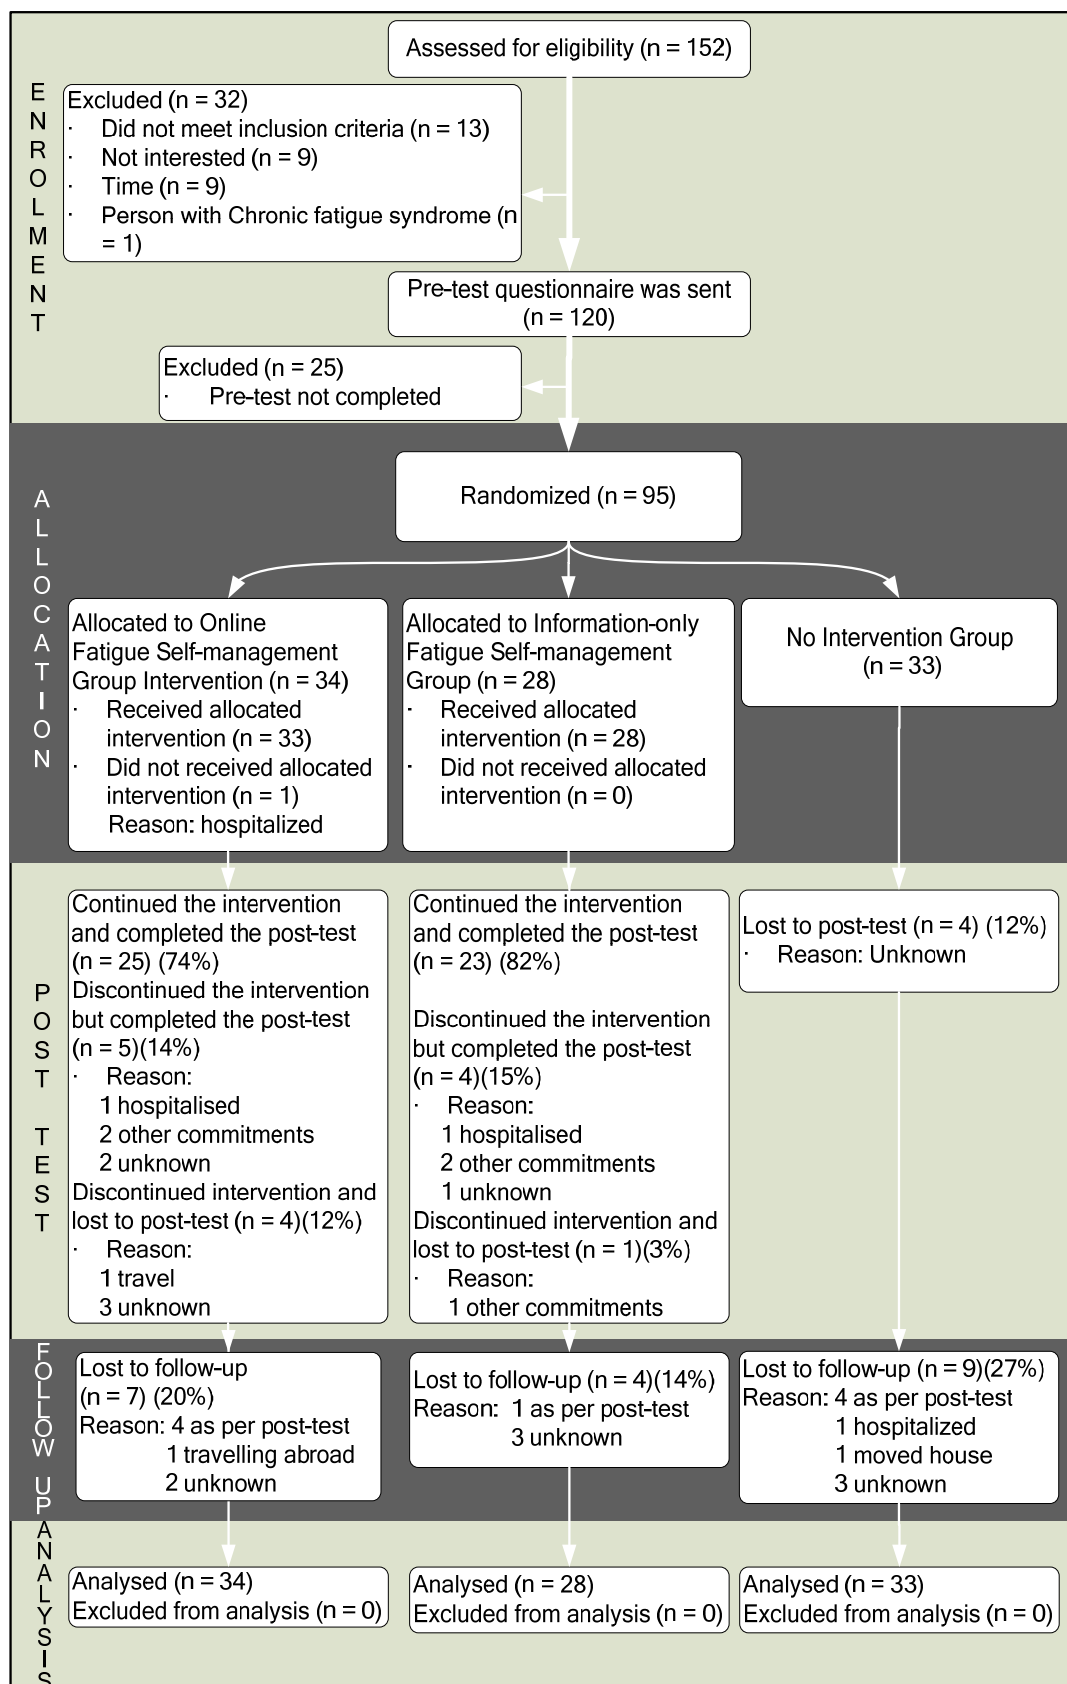 Assessed for eligibility (n = 152)
ENROLMENT
Excluded (n = 32)
· Did not meet inclusion criteria (n = 13)
· Not interested (n = 9)
· Time (n = 9)
· Person with Chronic fatigue syndrome (n
= 1)
Pre-test questionnaire was sent
(n = 120)
Excluded (n = 25)
· Pre-test not completed
ALLOCATION
Randomized (n = 95)
Allocated to Online
Fatigue Self-management
Group Intervention (n = 34)
· Received allocated
intervention (n = 33)
· Did not received allocated
intervention (n = 1)
Reason: hospitalized
Allocated to Information-only
Fatigue Self-management
Group (n = 28)
· Received allocated
intervention (n = 28)
· Did not received allocated
intervention (n = 0)
No Intervention Group
(n = 33)
POST TEST
Continued the intervention
and completed the post-test
(n = 25) (74%)
Discontinued the intervention
but completed the post-test
(n = 5)(14%)
· Reason:
1 hospitalised
2 other commitments
2 unknown
Discontinued intervention and
lost to post-test (n = 4)(12%)
· Reason:
1 travel
3 unknown
Continued the intervention
and completed the post-test
(n = 23) (82%)
Discontinued the intervention
but completed the post-test
(n = 4)(15%)
· Reason:
1 hospitalised
2 other commitments
1 unknown
Discontinued intervention and
lost to post-test (n = 1)(3%)
· Reason:
1 other commitments
Lost to post-test (n = 4) (12%)
· Reason: Unknown
FOLLOW UP
Lost to follow-up
(n = 7) (20%)
Reason: 4 as per post-test
1 travelling abroad
2 unknown
Lost to follow-up (n = 4)(14%)
Reason: 1 as per post-test
3 unknown
Lost to follow-up (n = 9)(27%)
Reason: 4 as per post-test
1 hospitalized
1 moved house
3 unknown
ANALYSIS
Analysed (n = 34)
Excluded from analysis (n = 0)
Analysed (n = 28)
Excluded from analysis (n = 0)
Analysed (n = 33)
Excluded from analysis (n = 0)